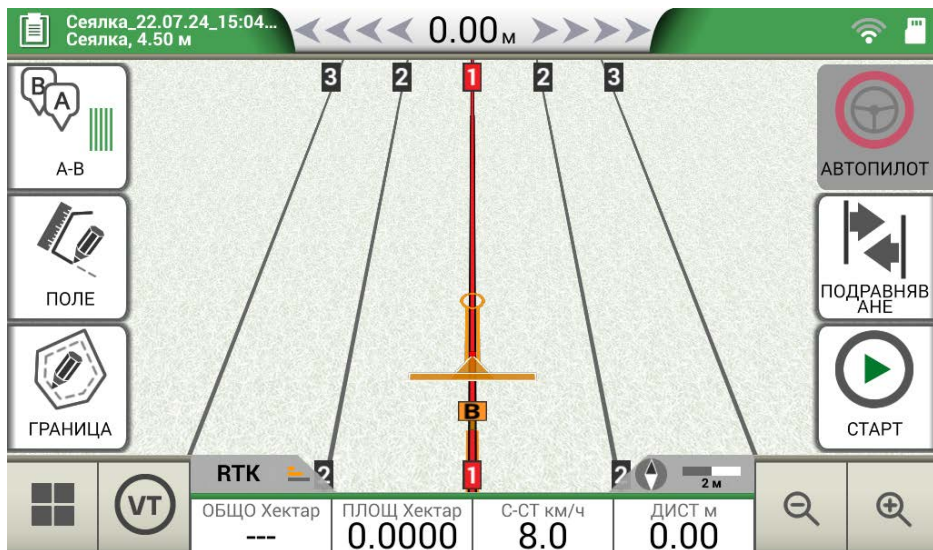 Сеялка_22.07.24_15:04...
Сеялка, 4.50 м
0.00 м
3 2 1 2 3
B
A
A-B
ПОЛЕ
ГРАНИЦА
АВТОПИЛОТ
ПОДРАВНЯВ
АНЕ
СТАРТ
B
2 1 2
RTK
2 м
VT
ОБЩО Хектар
---
ПЛОЩ Хектар
0.0000
С-СТ км/ч
8.0
ДИСТ м
0.00